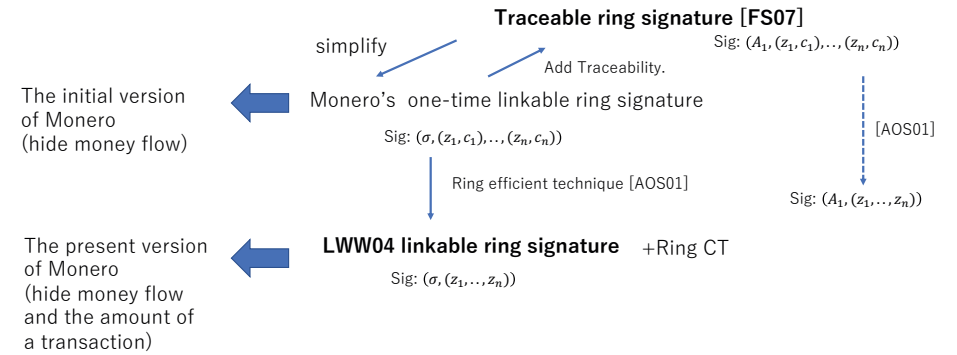 Traceable ring signature [FS07]
Sig: (A₁, (z₁, c₁),‥, (zₙ, cₙ))
simplify
Add Traceability.
The initial version
of Monero
(hide money flow)
Monero's one-time linkable ring signature
Sig: (σ, (z₁, c₁),‥, (zₙ, cₙ))
[AOS01]
Ring efficient technique [AOS01]
Sig: (A₁, (z₁,‥, zₙ))
The present version
of Monero
(hide money flow
and the amount of
a transaction)
LWW04 linkable ring signature +Ring CT
Sig: (σ, (z₁,‥, zₙ))